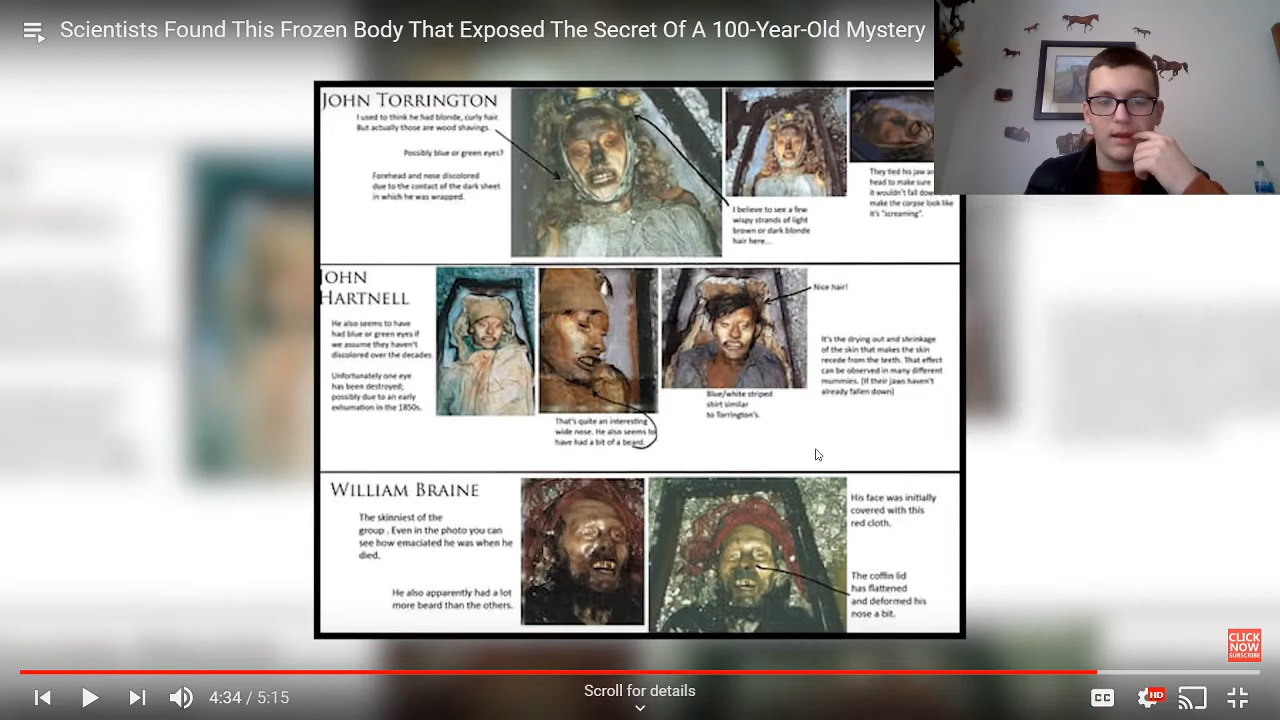 Scientists Found This Frozen Body That Exposed The Secret Of A 100-Year-Old Mystery
JOHN TORRINGTON
I used to think he had blonde, curly hair.
But actually those are wood shavings.
Possibly blue or green eyes?
Forehead and nose discolored
due to the contact of the dark sheet
in which he was wrapped.
I believe to see a few
wispy strands of light
brown or dark blonde
hair here...
They tied his jaw an
head to make sure
it wouldn't fall down
make the corpse look like
it's "screaming".
JOHN
HARTNELL
He also seems to have
had blue or green eyes if
we assume they haven't
discolored over the decades.
Unfortunately one eye
has been destroyed;
possibly due to an early
exhumation in the 1850s.
That's quite an interesting
wide nose. He also seems to
have had a bit of a beard.
Nice hair!
Blue/white striped
shirt similar
to Torrington's.
It's the drying out and shrinkage
of the skin that makes the skin
recede from the teeth. That effect
can be observed in many different
mummies. (If their jaws haven't
already fallen down)
WILLIAM BRAINE
The skinniest of the
group . Even in the photo you can
see how emaciated he was when he
died.
He also apparently had a lot
more beard than the others.
His face was initially
covered with this
red cloth.
The coffin lid
has flattened
and deformed his
nose a bit.
CLICK
NOW
SUBSCRIBE
4:34 / 5:15
Scroll for details
CC
HD